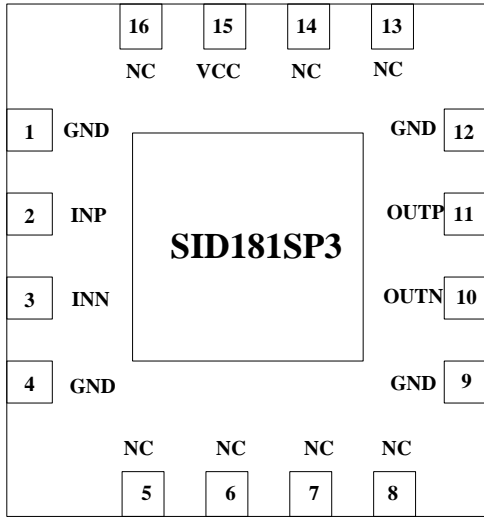 16 15 14 13
NC VCC NC NC
1 GND GND 12
2 INP OUTP 11
SID181SP3
3 INN OUTN 10
4 GND GND 9
NC NC NC NC
5 6 7 8